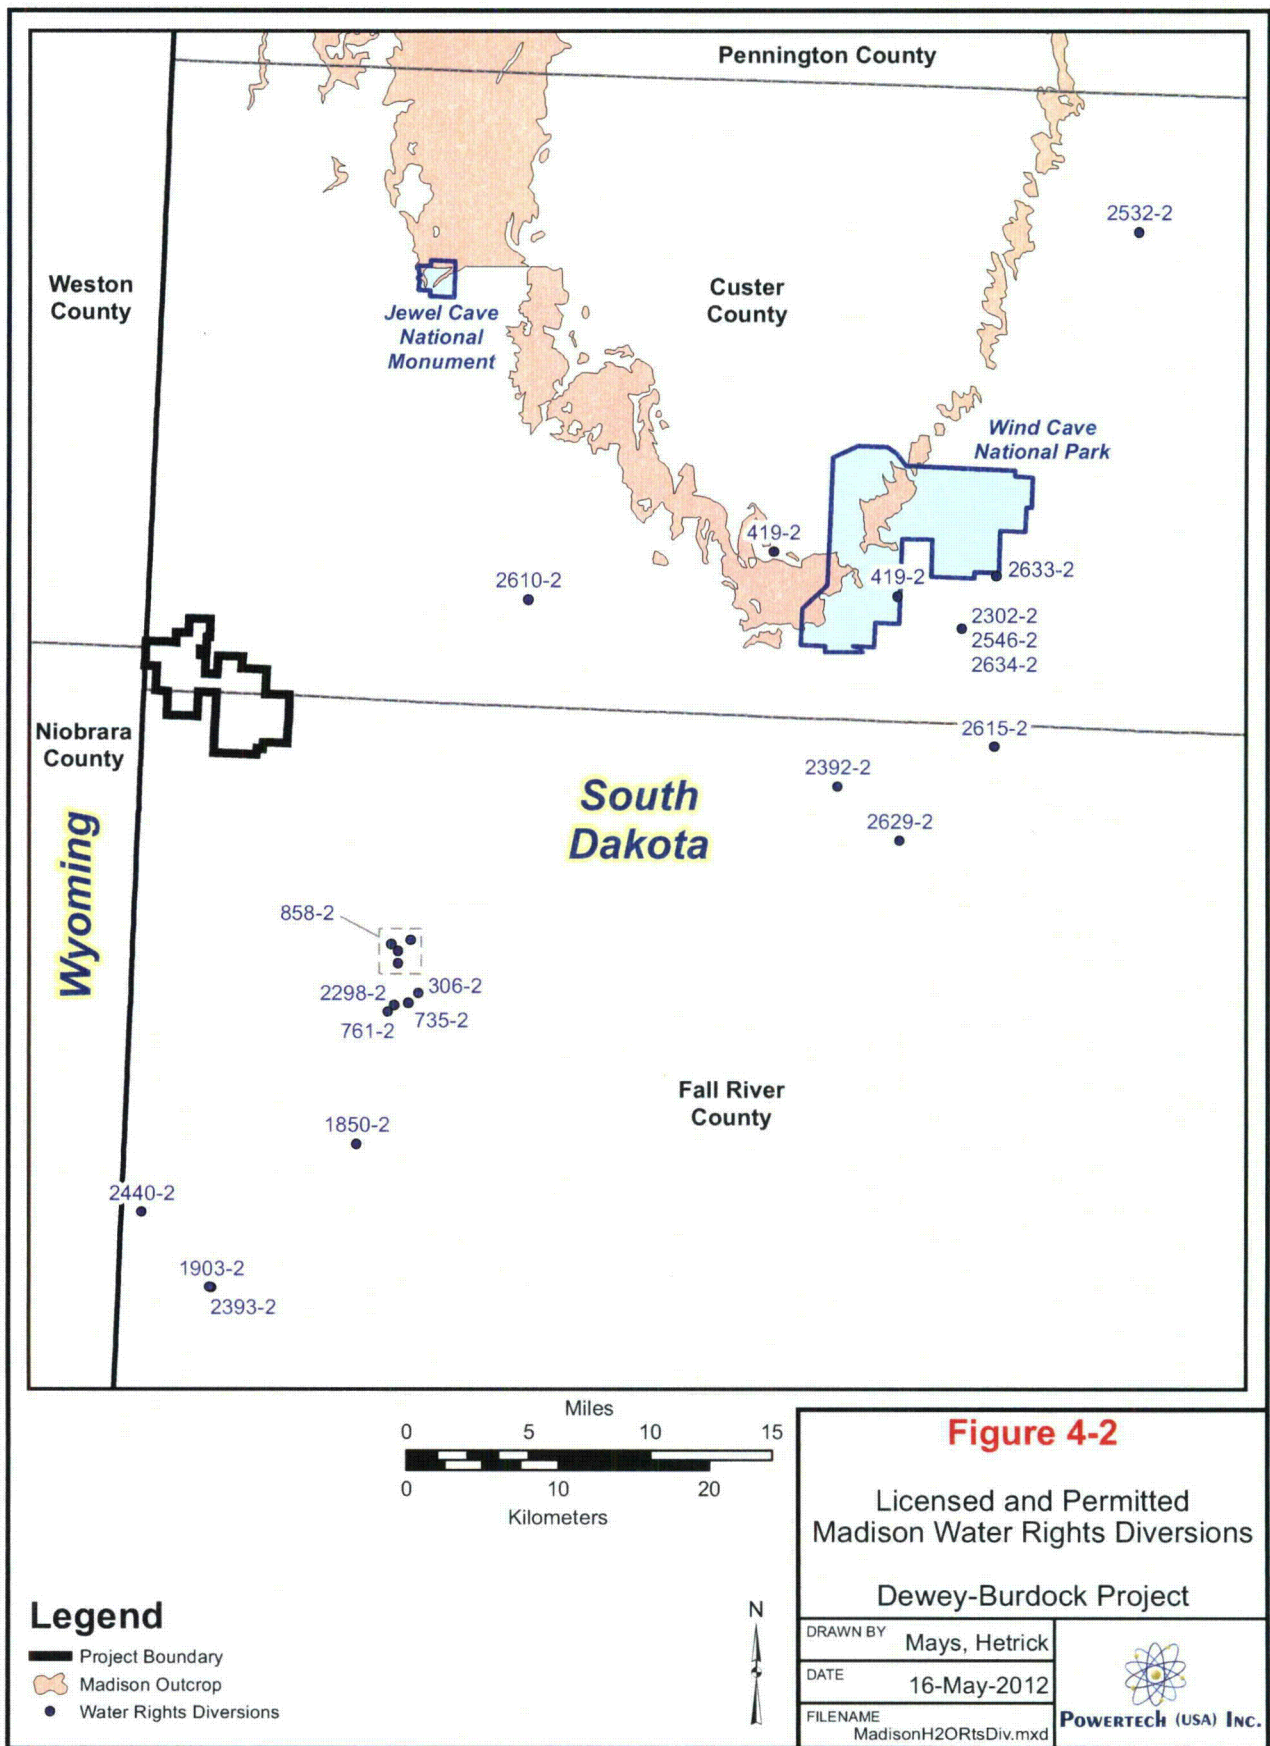 Pennington County
2532-2
Weston
County
Custer
County
Jewel Cave
National
Monument
Wind Cave
National Park
419-2
2610-2
419-2
2633-2
2302-2
2546-2
2634-2
Niobrara
County
2615-2
2392-2
South
Dakota
2629-2
Wyoming
858-2
2298-2
306-2
761-2
735-2
Fall River
County
1850-2
2440-2
1903-2
2393-2
Miles
0 5 10 15
0 10 20
Kilometers
Figure 4-2
Licensed and Permitted
Madison Water Rights Diversions
Dewey-Burdock Project
Legend
Project Boundary
Madison Outcrop
Water Rights Diversions
N
DRAWN BY Mays, Hetrick
DATE 16-May-2012
FILENAME MadisonH2ORtsDiv.mxd
POWERTECH (USA) INC.